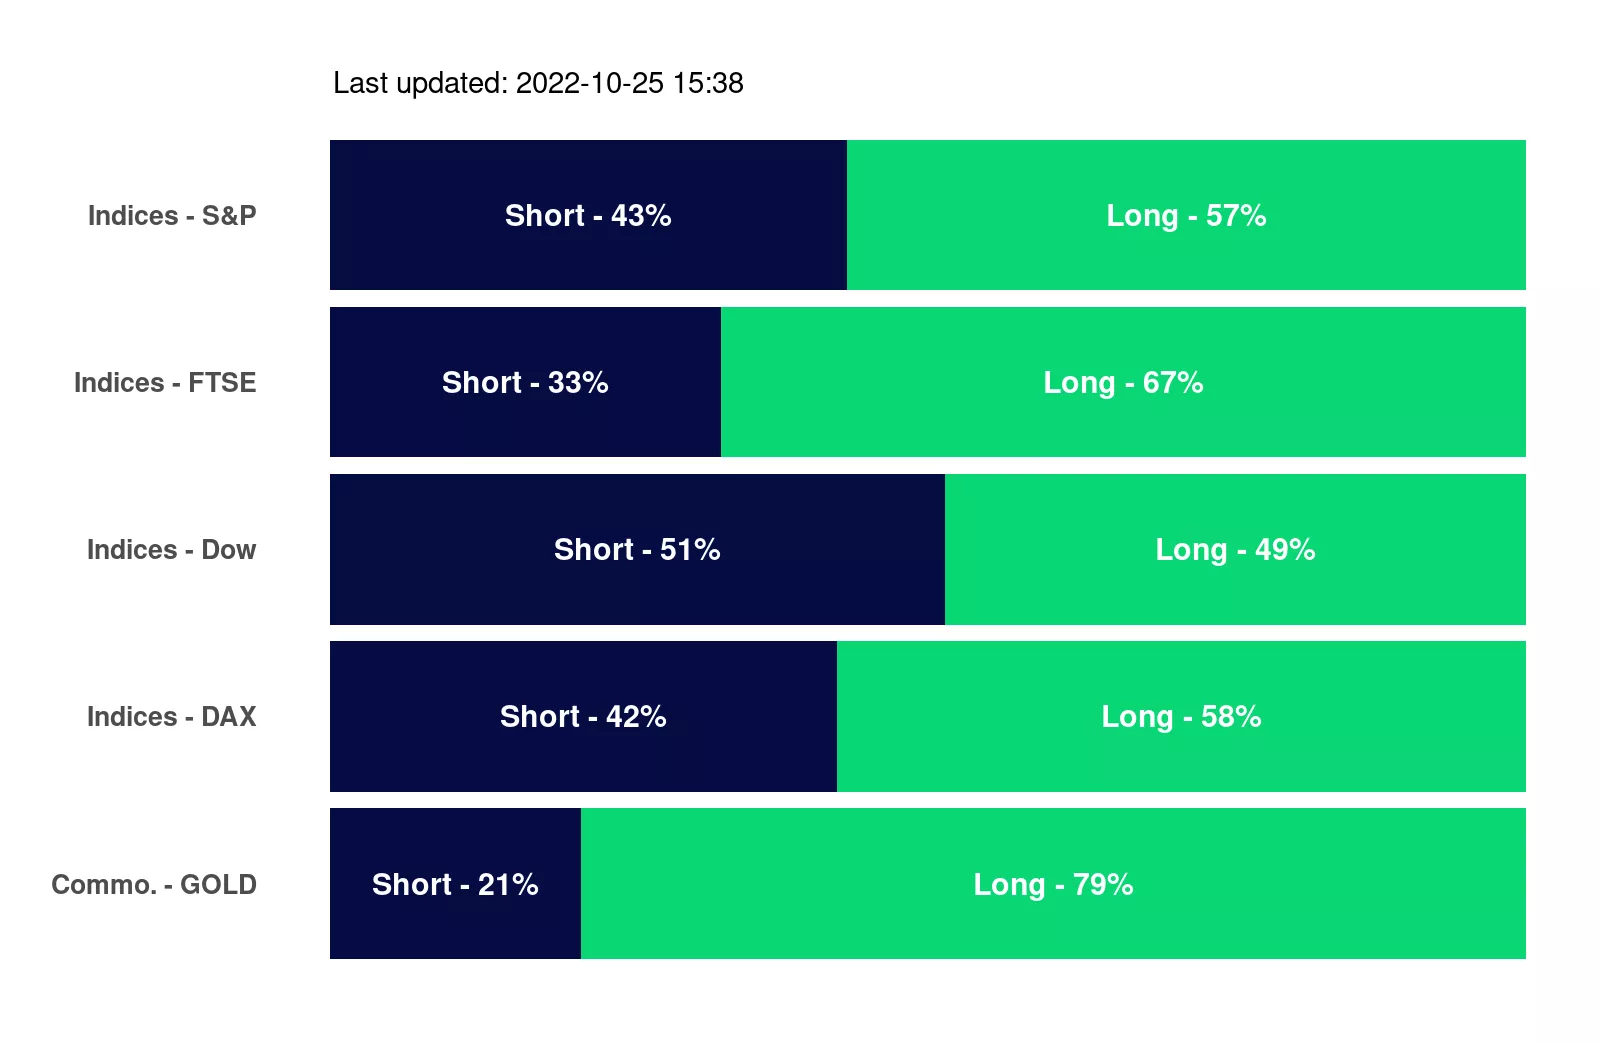 Last updated: 2022-10-25 15:38
Indices - S&P Short - 43% Long - 57%
Indices - FTSE Short - 33% Long - 67%
Indices - Dow Short - 51% Long - 49%
Indices - DAX Short - 42% Long - 58%
Commo. - GOLD Short - 21% Long - 79%